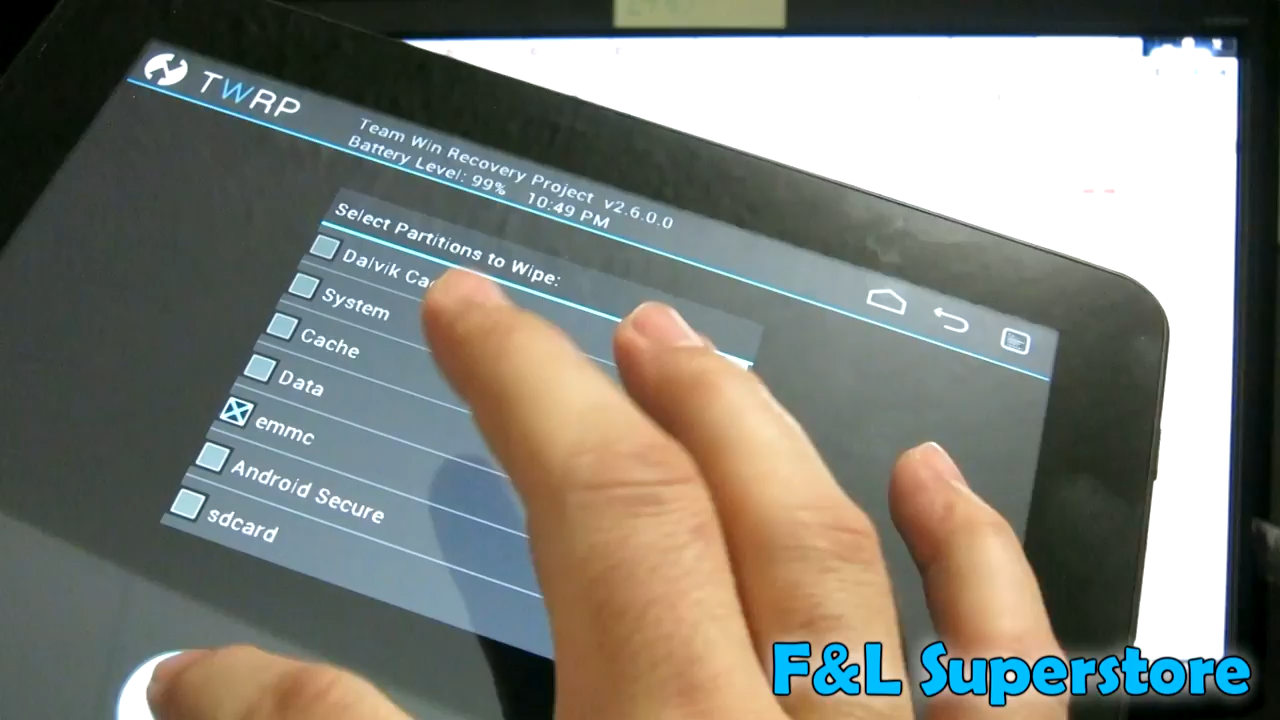 TWRP
Team Win Recovery Project v2.6.0.0
Battery Level: 99% 10:49 PM
Select Partitions to Wipe:
Dalvik
System
Cache
Data
emmc
Android Secure
sdcard
F&L Superstore